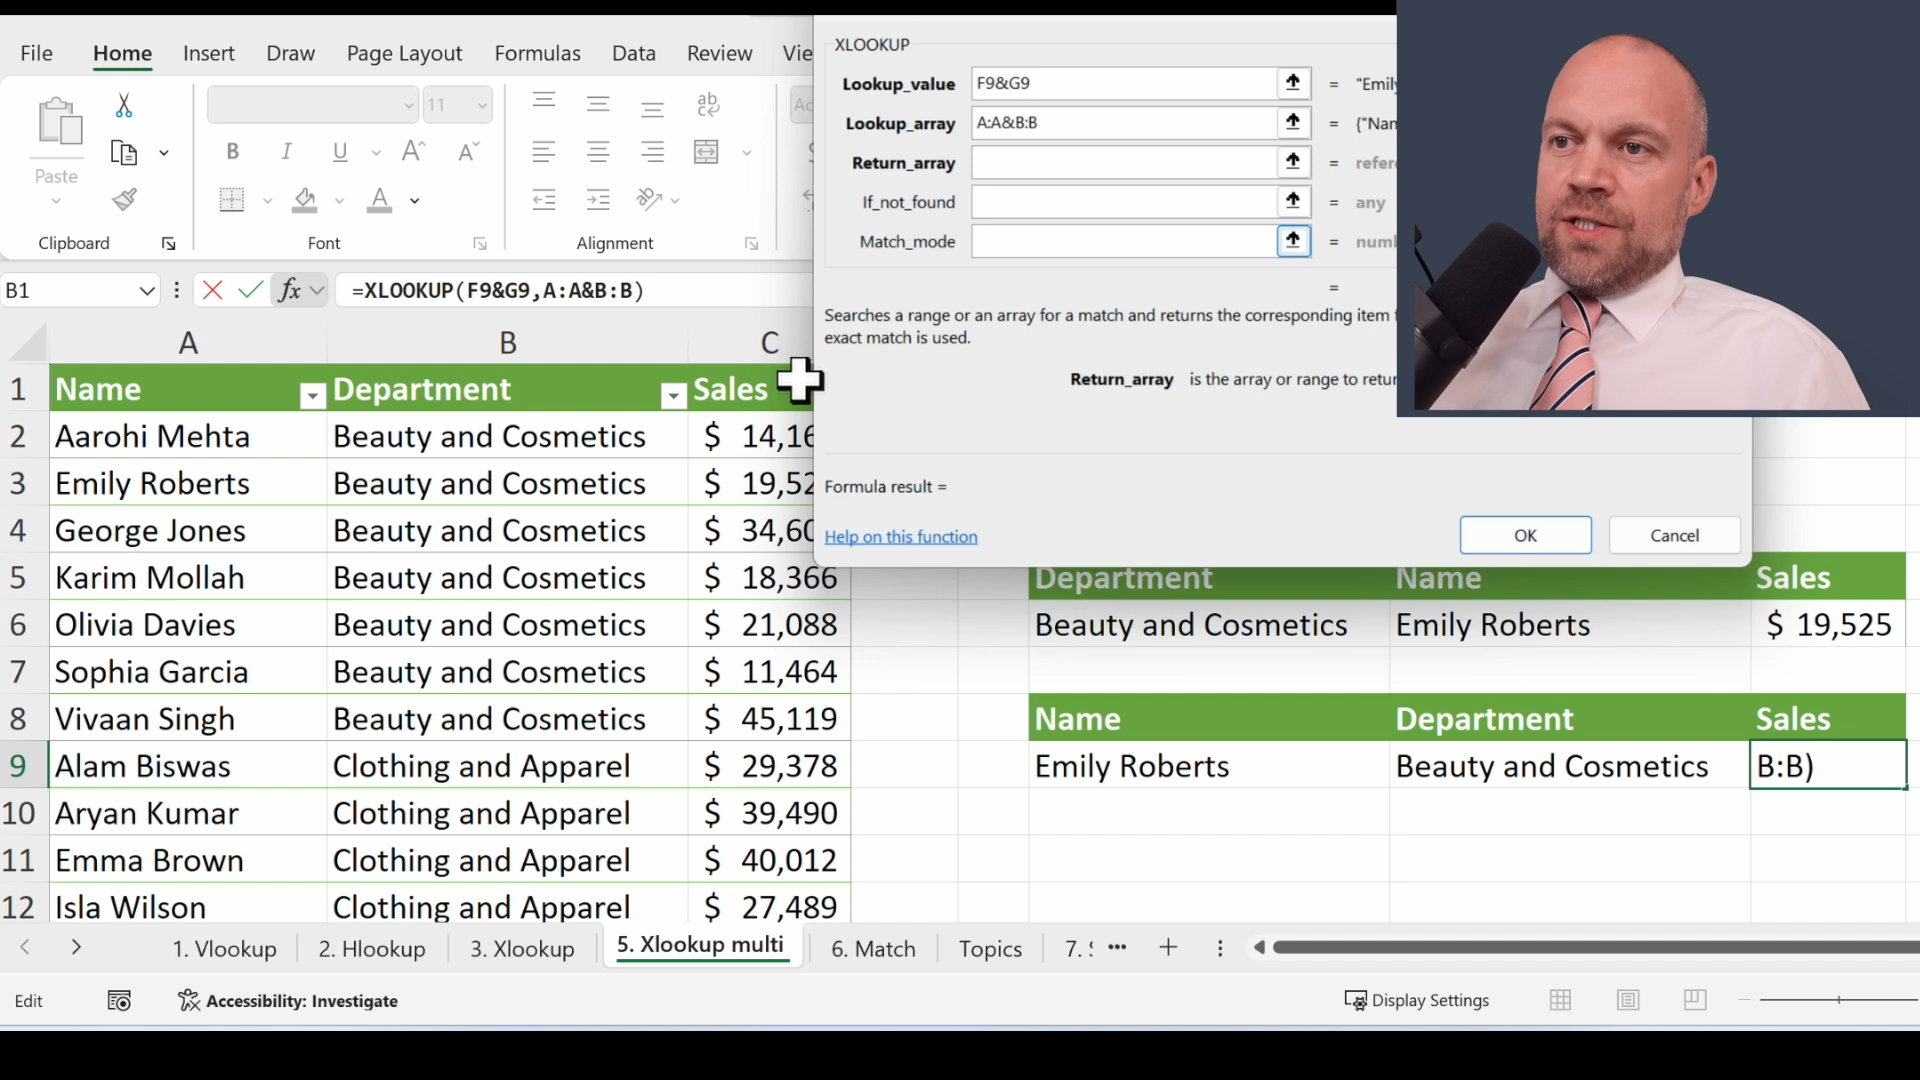 XLOOKUP
File Home Insert Draw Page Layout Formulas Data Review
Lookup_value F9&G9 =
Lookup_array A:A&B:B =
Return_array =
If_not_found = any
Match_mode =
=
11
Paste
Clipboard Font Alignment
B1 fx =XLOOKUP(F9&G9,A:A&B:B)
Searches a range or an array for a match and returns the corresponding item
exact match is used.
Return_array is the array or range to
Formula result =
Help on this function OK Cancel
A B C
1 Name Department Sales
2 Aarohi Mehta Beauty and Cosmetics $ 14,16
3 Emily Roberts Beauty and Cosmetics $ 19,52
4 George Jones Beauty and Cosmetics $ 34,60
5 Karim Mollah Beauty and Cosmetics $ 18,366 Department Name Sales
6 Olivia Davies Beauty and Cosmetics $ 21,088 Beauty and Cosmetics Emily Roberts $ 19,525
7 Sophia Garcia Beauty and Cosmetics $ 11,464
8 Vivaan Singh Beauty and Cosmetics $ 45,119 Name Department Sales
9 Alam Biswas Clothing and Apparel $ 29,378 Emily Roberts Beauty and Cosmetics B:B)
10 Aryan Kumar Clothing and Apparel $ 39,490
11 Emma Brown Clothing and Apparel $ 40,012
12 Isla Wilson Clothing and Apparel $ 27,489
1. Vlookup 2. Hlookup 3. Xlookup 5. Xlookup multi 6. Match Topics 7.
Edit Accessibility: Investigate Display Settings